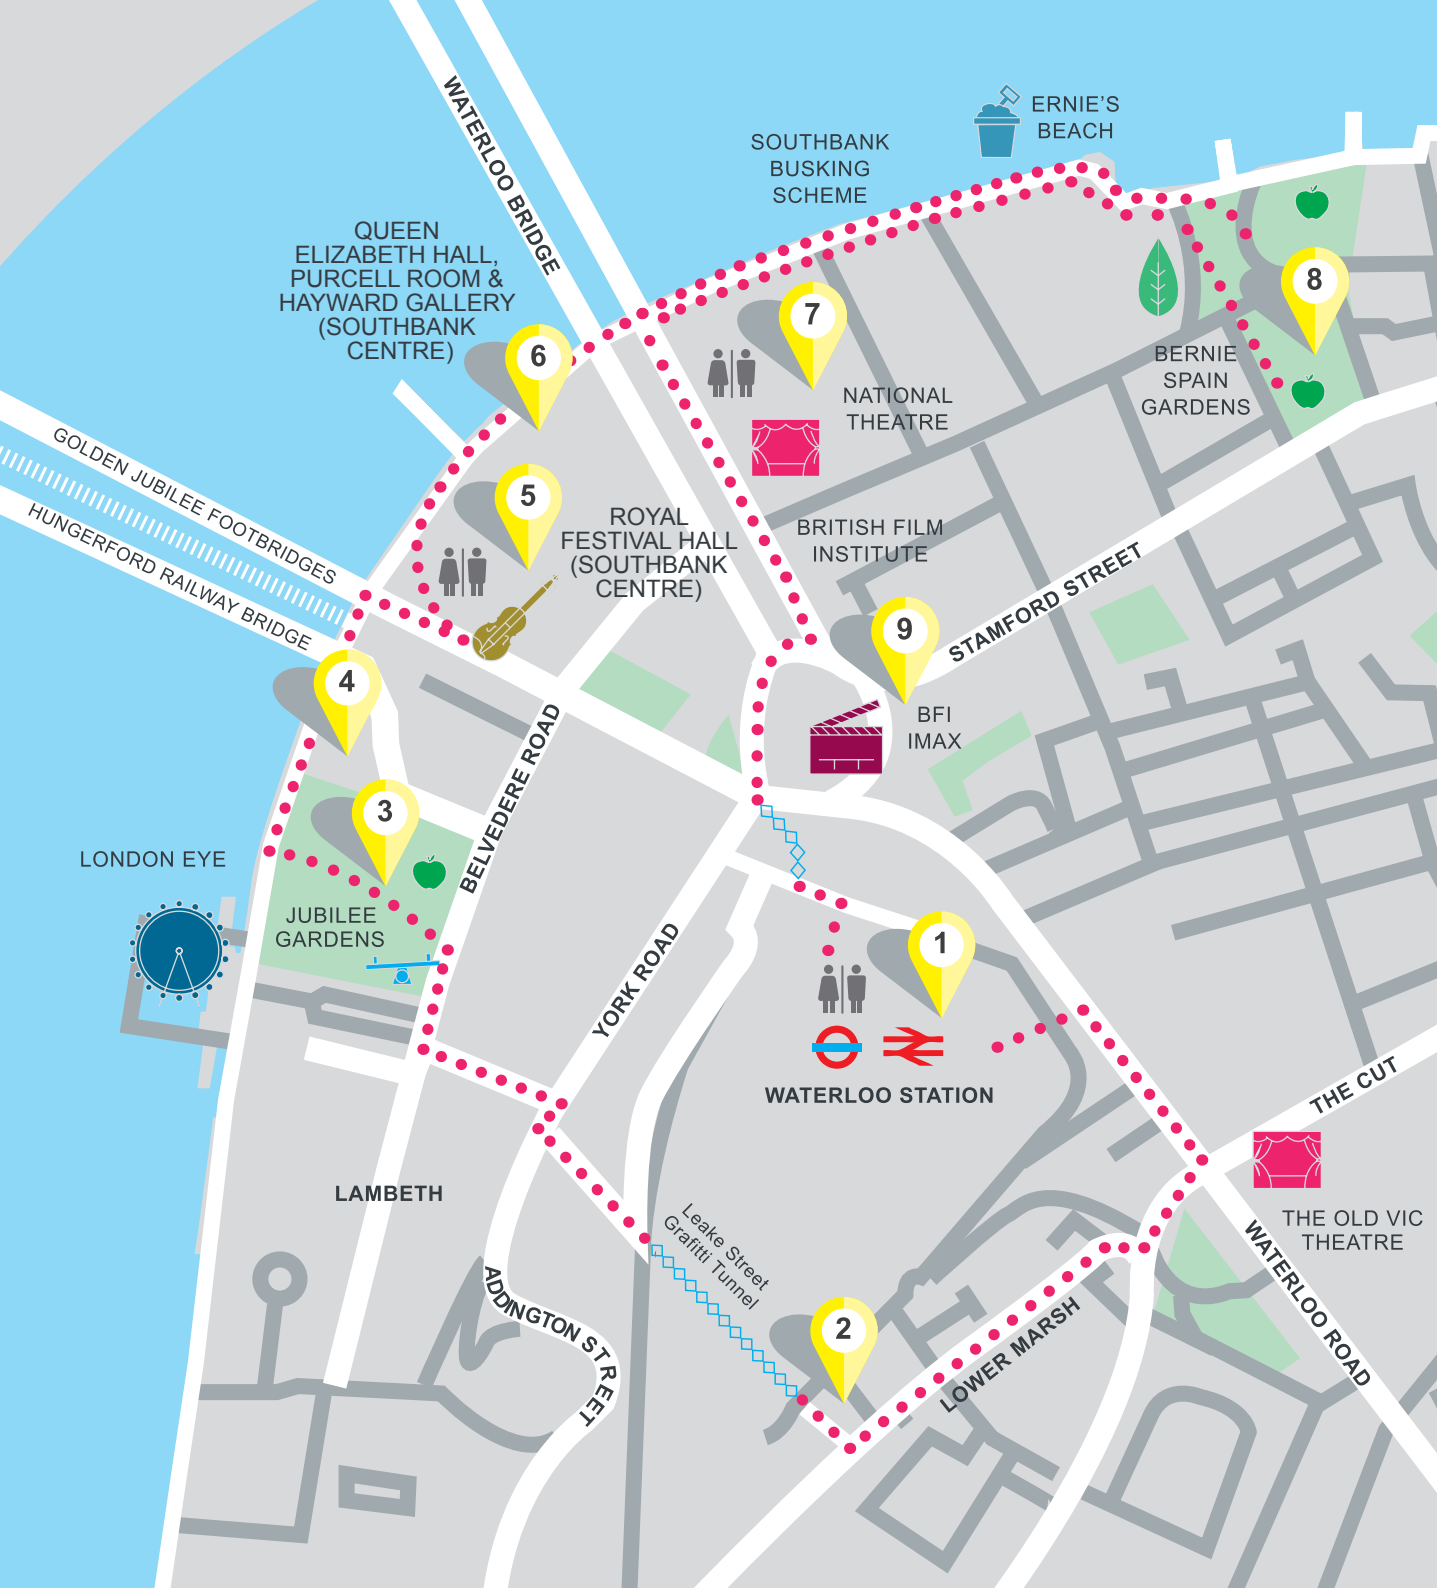 WATERLOO BRIDGE
ERNIE'S
BEACH
SOUTHBANK
BUSKING
SCHEME
QUEEN
ELIZABETH HALL,
PURCELL ROOM &
HAYWARD GALLERY
(SOUTHBANK
CENTRE)
6
7
8
NATIONAL
THEATRE
BERNIE
SPAIN
GARDENS
GOLDEN JUBILEE FOOTBRIDGES
HUNGERFORD RAILWAY BRIDGE
5
ROYAL
FESTIVAL HALL
(SOUTHBANK
CENTRE)
BRITISH FILM
INSTITUTE
STAMFORD STREET
9
BFI
IMAX
4
3
BELVEDERE ROAD
LONDON EYE
JUBILEE
GARDENS
YORK ROAD
1
WATERLOO STATION
THE CUT
THE OLD VIC
THEATRE
WATERLOO ROAD
LAMBETH
Leake Street
Grafitti Tunnel
ADDINGTON STREET
2
LOWER MARSH